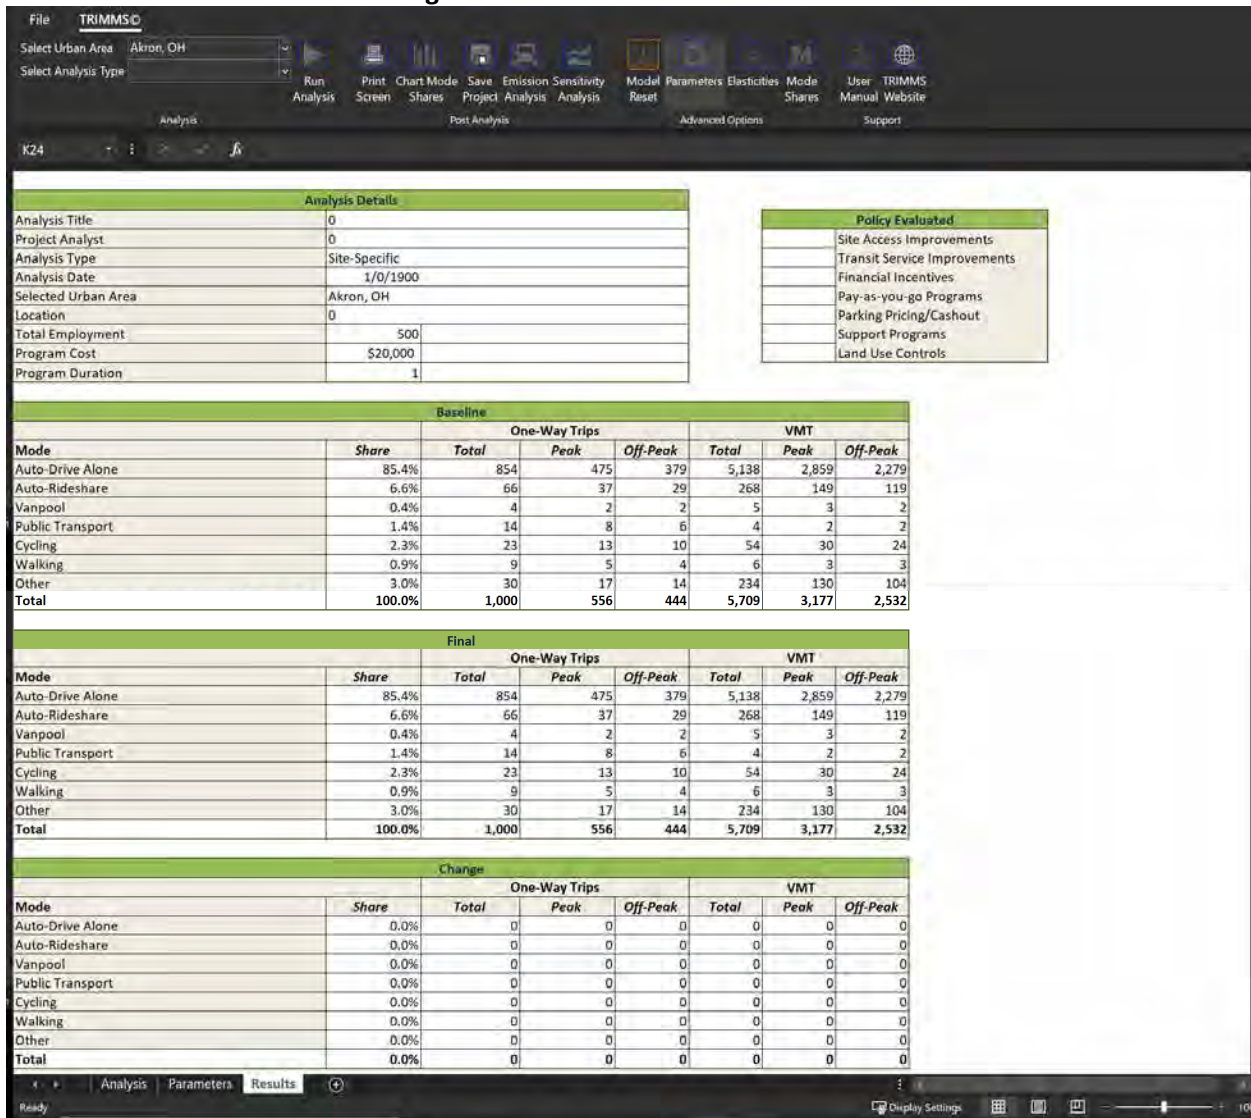 File TRIMMS©
Select Urban Area Akron, OH
Select Analysis Type
Run Analysis
Print Screen
Chart Mode Shares
Save Project
Emission Analysis
Sensitivity Analysis
Model Reset
Parameters
Elasticities
Mode Shares
User Manual
TRIMMS Website
Analysis Post Analysis Advanced Options Support
K24 fx
Analysis Details
Analysis Title 0
Project Analyst 0
Analysis Type Site-Specific
Analysis Date 1/0/1900
Selected Urban Area Akron, OH
Location 0
Total Employment 500
Program Cost $20,000
Program Duration 1
Policy Evaluated
Site Access Improvements
Transit Service Improvements
Financial Incentives
Pay-as-you-go Programs
Parking Pricing/Cashout
Support Programs
Land Use Controls
Baseline
One-Way Trips VMT
Mode Share Total Peak Off-Peak Total Peak Off-Peak
Auto-Drive Alone 85.4% 854 475 379 5,138 2,859 2,279
Auto-Rideshare 6.6% 66 37 29 268 149 119
Vanpool 0.4% 4 2 2 5 3 2
Public Transport 1.4% 14 8 6 4 2 2
Cycling 2.3% 23 13 10 54 30 24
Walking 0.9% 9 5 4 6 3 3
Other 3.0% 30 17 14 234 130 104
Total 100.0% 1,000 556 444 5,709 3,177 2,532
Final
One-Way Trips VMT
Mode Share Total Peak Off-Peak Total Peak Off-Peak
Auto-Drive Alone 85.4% 854 475 379 5,138 2,859 2,279
Auto-Rideshare 6.6% 66 37 29 268 149 119
Vanpool 0.4% 4 2 2 5 3 2
Public Transport 1.4% 14 8 6 4 2 2
Cycling 2.3% 23 13 10 54 30 24
Walking 0.9% 9 5 4 6 3 3
Other 3.0% 30 17 14 234 130 104
Total 100.0% 1,000 556 444 5,709 3,177 2,532
Change
One-Way Trips VMT
Mode Share Total Peak Off-Peak Total Peak Off-Peak
Auto-Drive Alone 0.0% 0 0 0 0 0 0
Auto-Rideshare 0.0% 0 0 0 0 0 0
Vanpool 0.0% 0 0 0 0 0 0
Public Transport 0.0% 0 0 0 0 0 0
Cycling 0.0% 0 0 0 0 0 0
Walking 0.0% 0 0 0 0 0 0
Other 0.0% 0 0 0 0 0 0
Total 0.0% 0 0 0 0 0 0
Analysis Parameters Results
Ready Display Settings